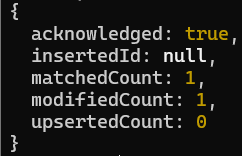 {
  acknowledged: true,
  insertedId: null,
  matchedCount: 1,
  modifiedCount: 1,
  upsertedCount: 0
}